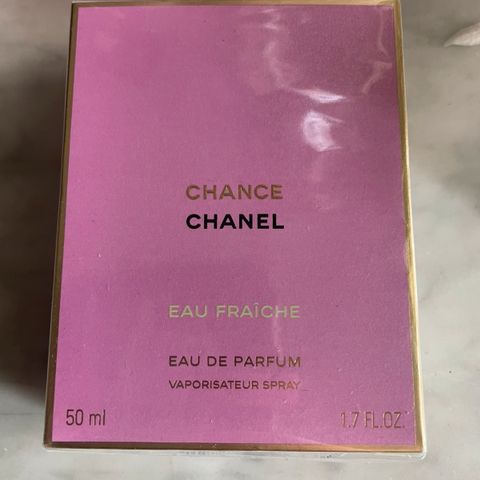 CHANCE
CHANEL
EAU FRAÎCHE
EAU DE PARFUM
VAPORISATEUR SPRAY
50 ml 1.7 FL.OZ.